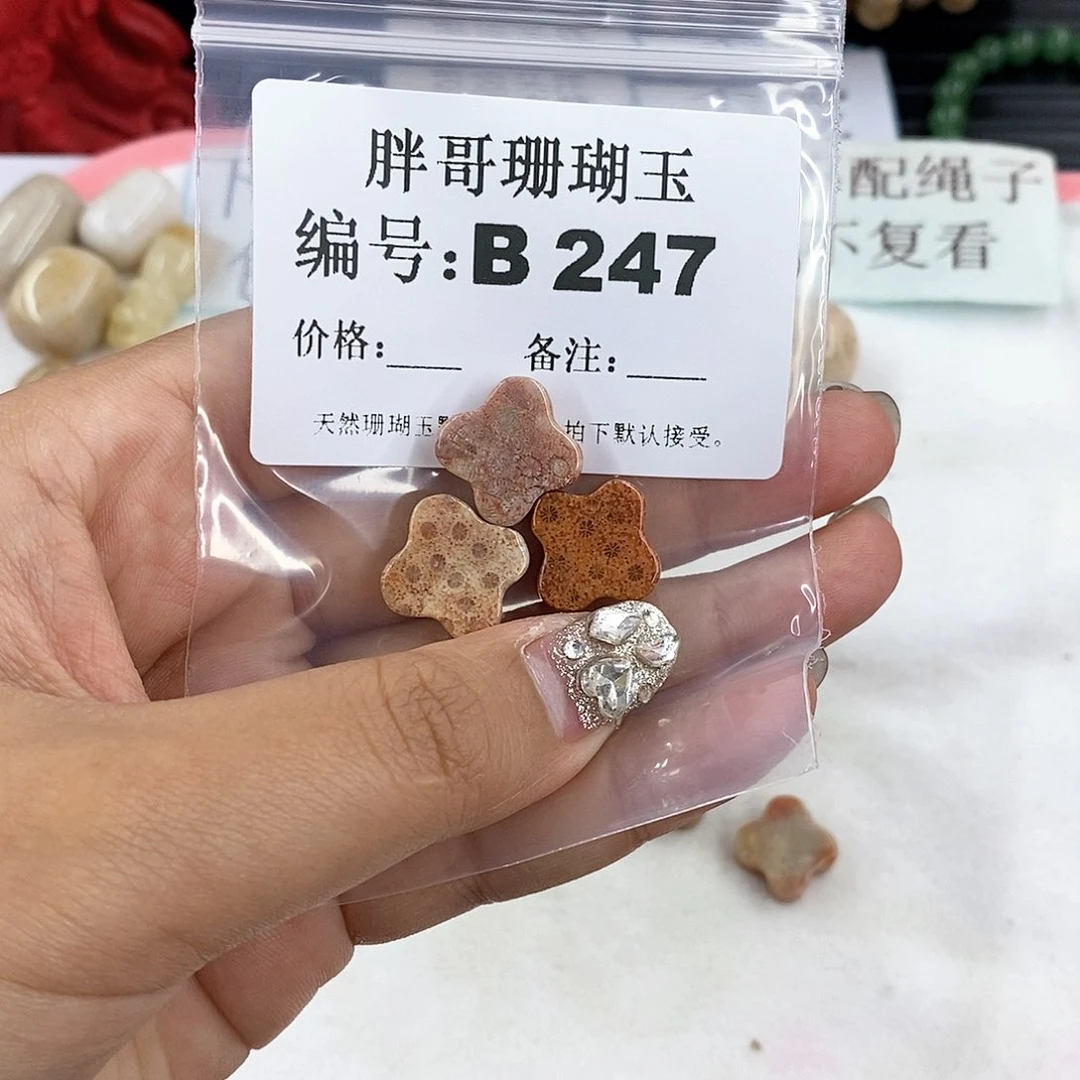 胖哥珊瑚玉
编号:B 247
价格:____ 备注:____
天然珊瑚玉 拍下默认接受。
配绳子
不复看